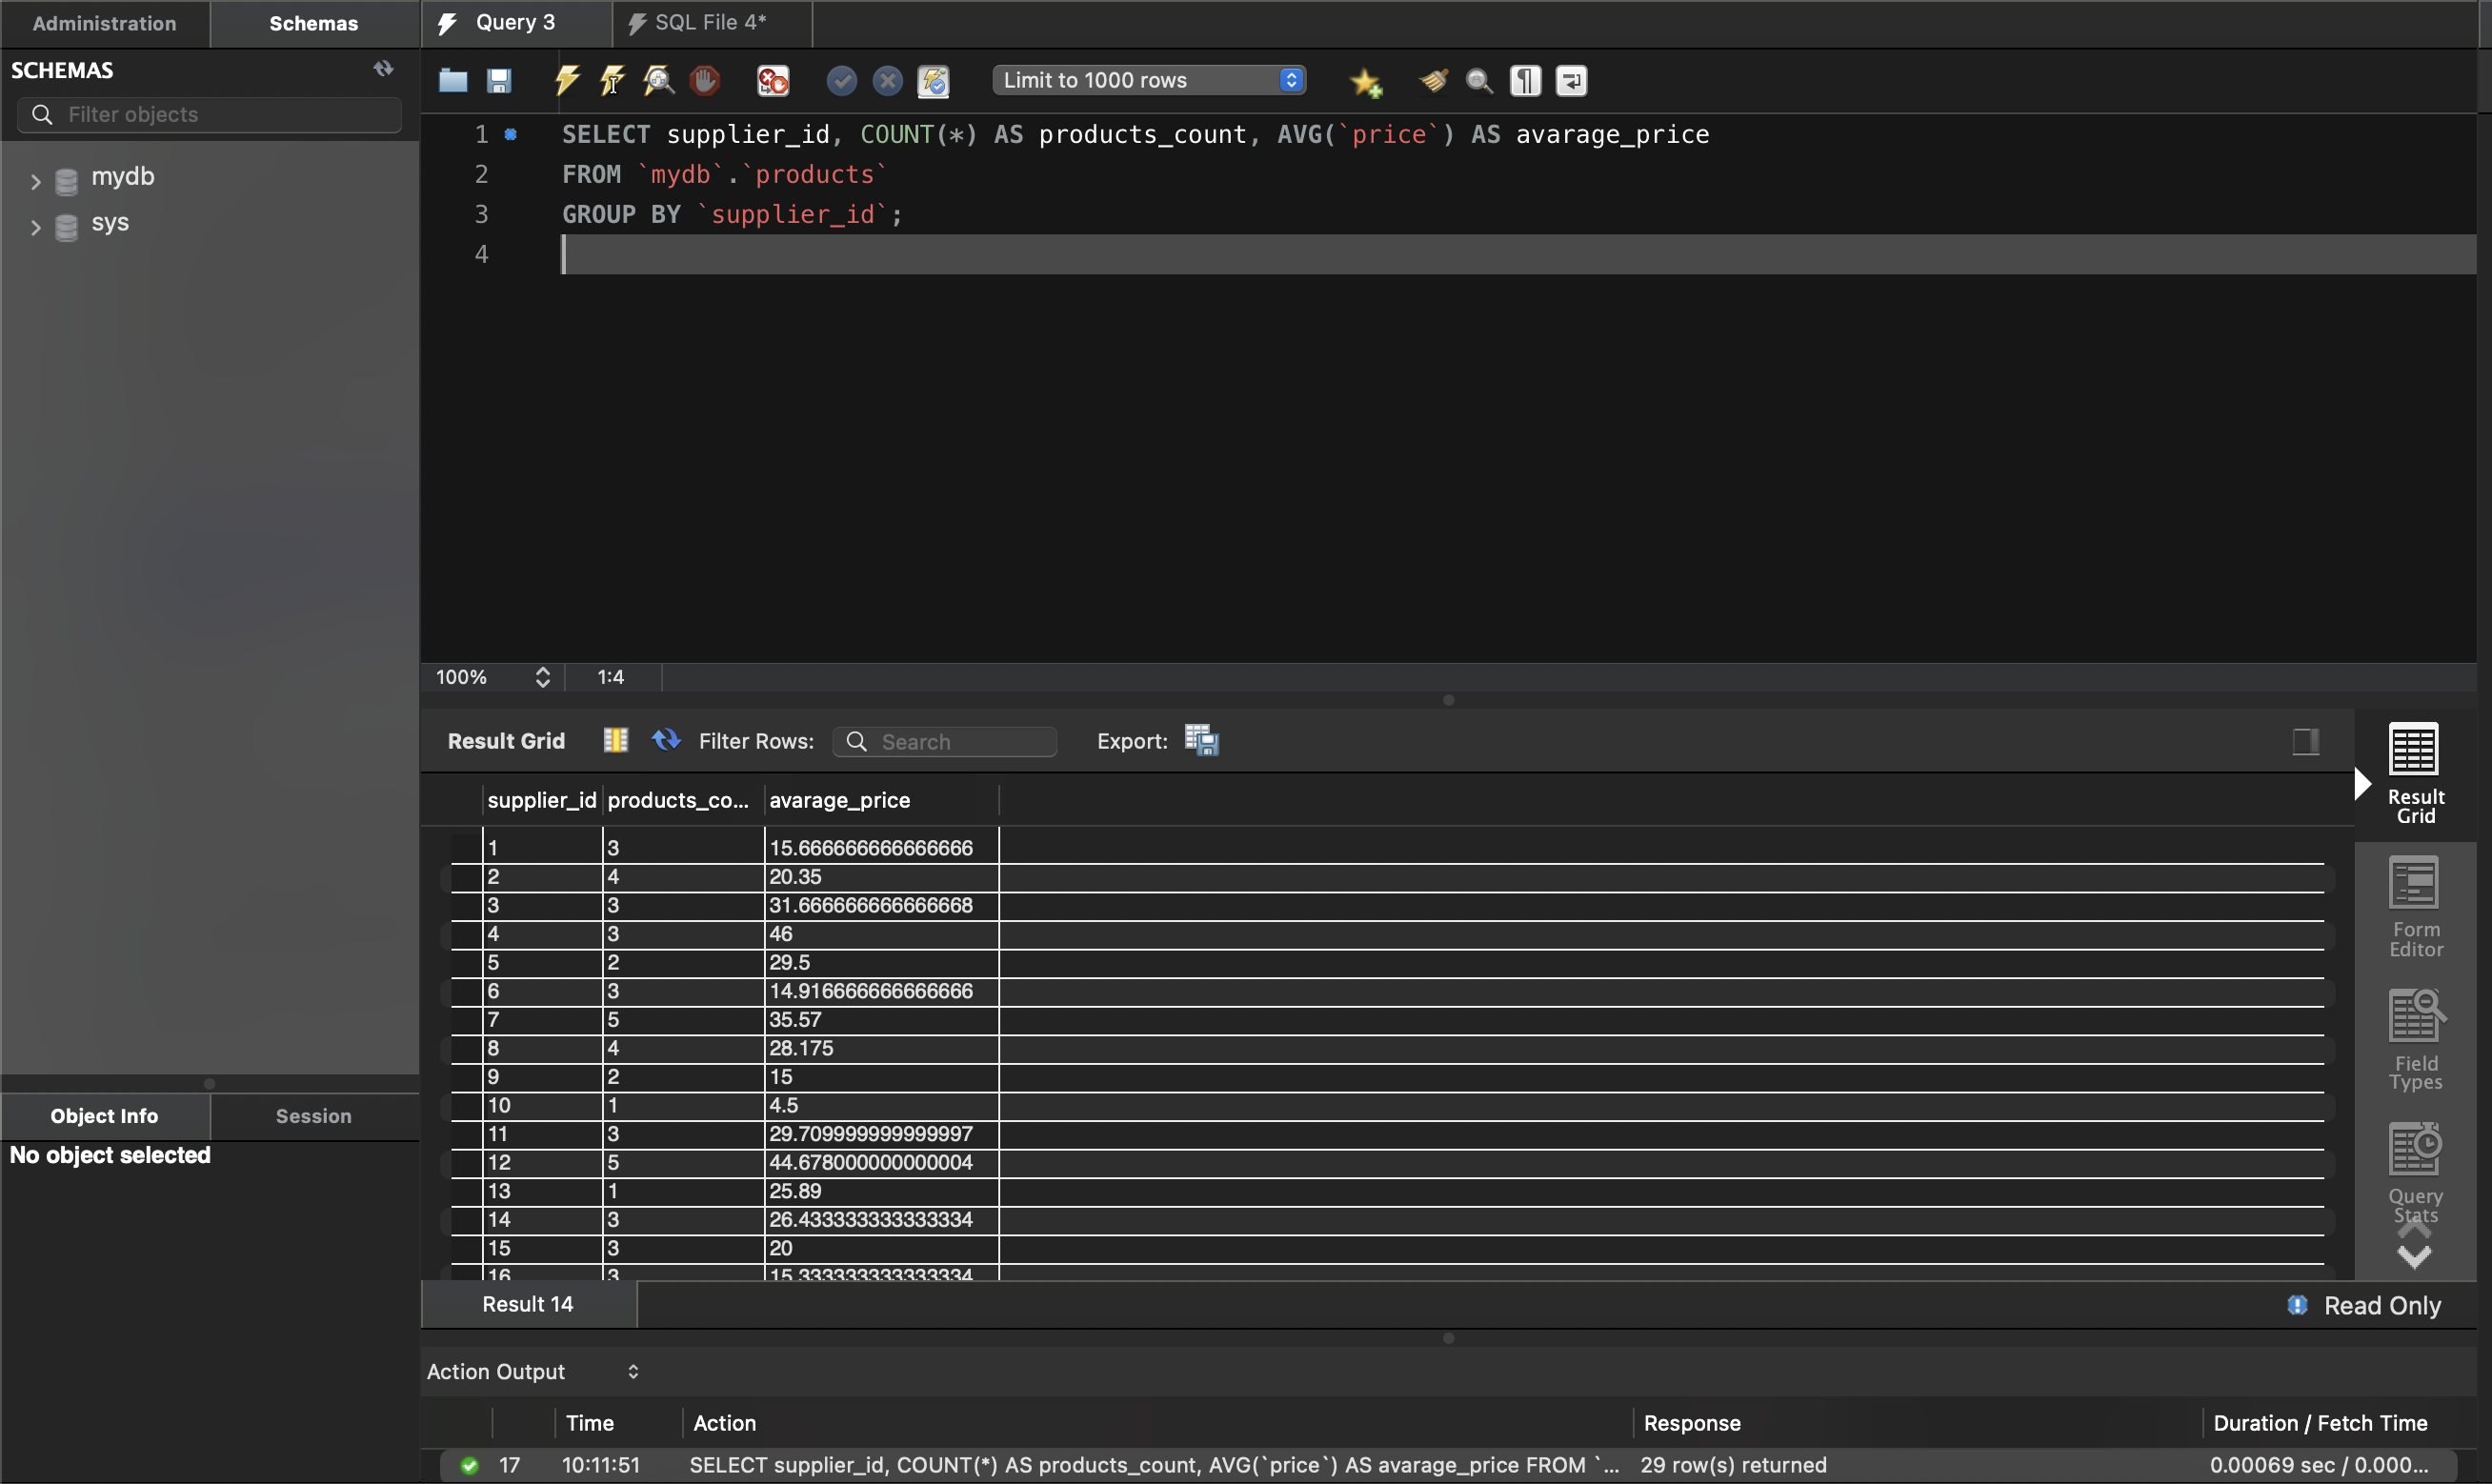 Administration
Schemas
SCHEMAS
Filter objects
mydb
sys
Object Info
Session
No object selected
Query 3
SQL File 4*
Limit to 1000 rows
1 SELECT supplier_id, COUNT(*) AS products_count, AVG(`price`) AS avarage_price
2 FROM `mydb`.`products`
3 GROUP BY `supplier_id`;
4
100%
1:4
Result Grid
Filter Rows:
Search
Export:
supplier_id products_co... avarage_price
1 3 15.666666666666666
2 4 20.35
3 3 31.666666666666668
4 3 46
5 2 29.5
6 3 14.916666666666666
7 5 35.57
8 4 28.175
9 2 15
10 1 4.5
11 3 29.709999999999997
12 5 44.678000000000004
13 1 25.89
14 3 26.433333333333334
15 3 20
16 3 15.333333333333334
Result
Grid
Form
Editor
Field
Types
Query
Stats
Result 14
Read Only
Action Output
Time Action Response Duration / Fetch Time
17 10:11:51 SELECT supplier_id, COUNT(*) AS products_count, AVG(`price`) AS avarage_price FROM `... 29 row(s) returned 0.00069 sec / 0.000...